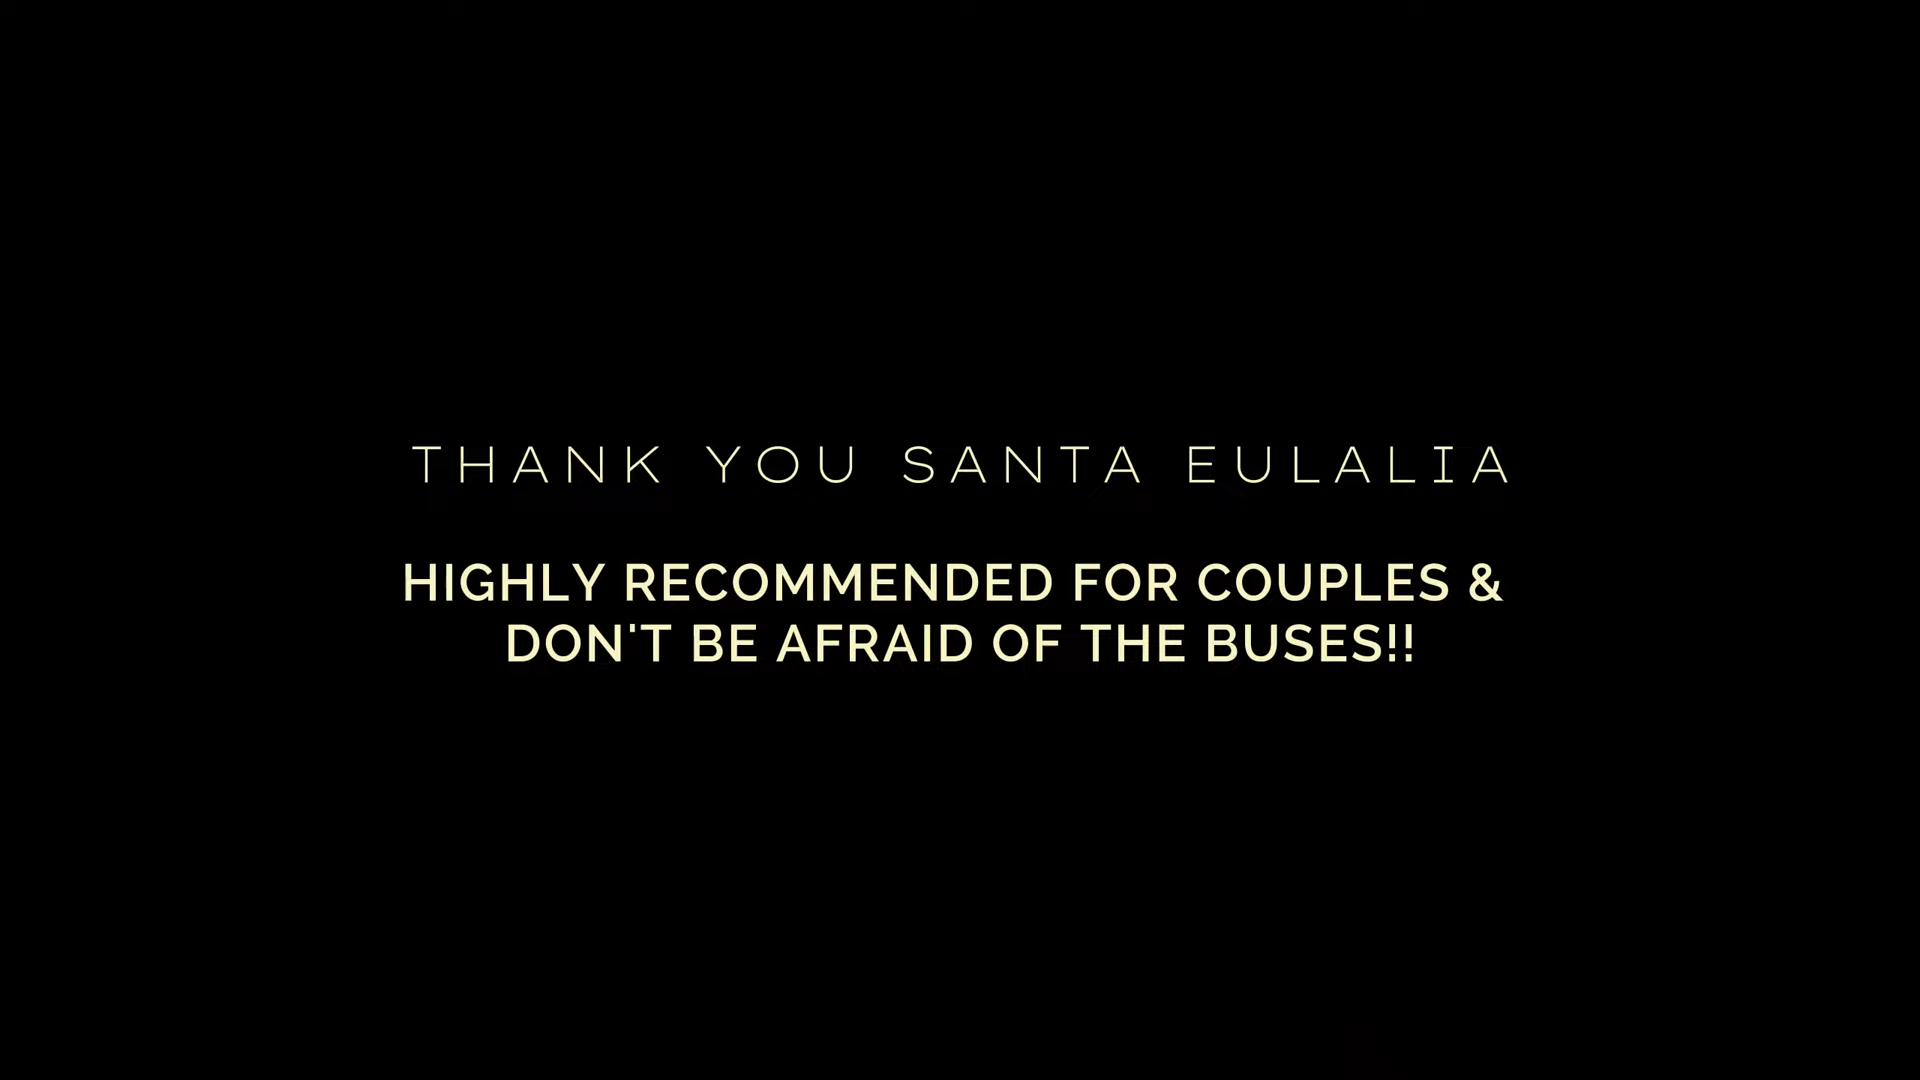 THANK YOU SANTA EULALIA
HIGHLY RECOMMENDED FOR COUPLES &
DON'T BE AFRAID OF THE BUSES!!